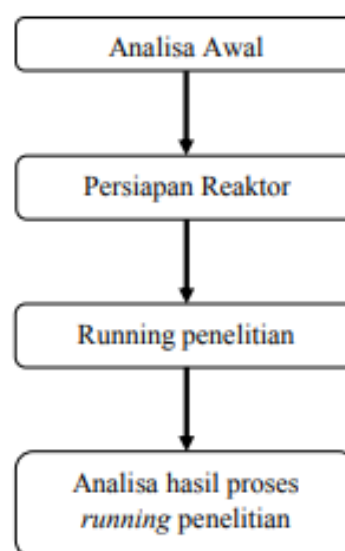 Analisa Awal
Persiapan Reaktor
Running penelitian
Analisa hasil proses
running penelitian